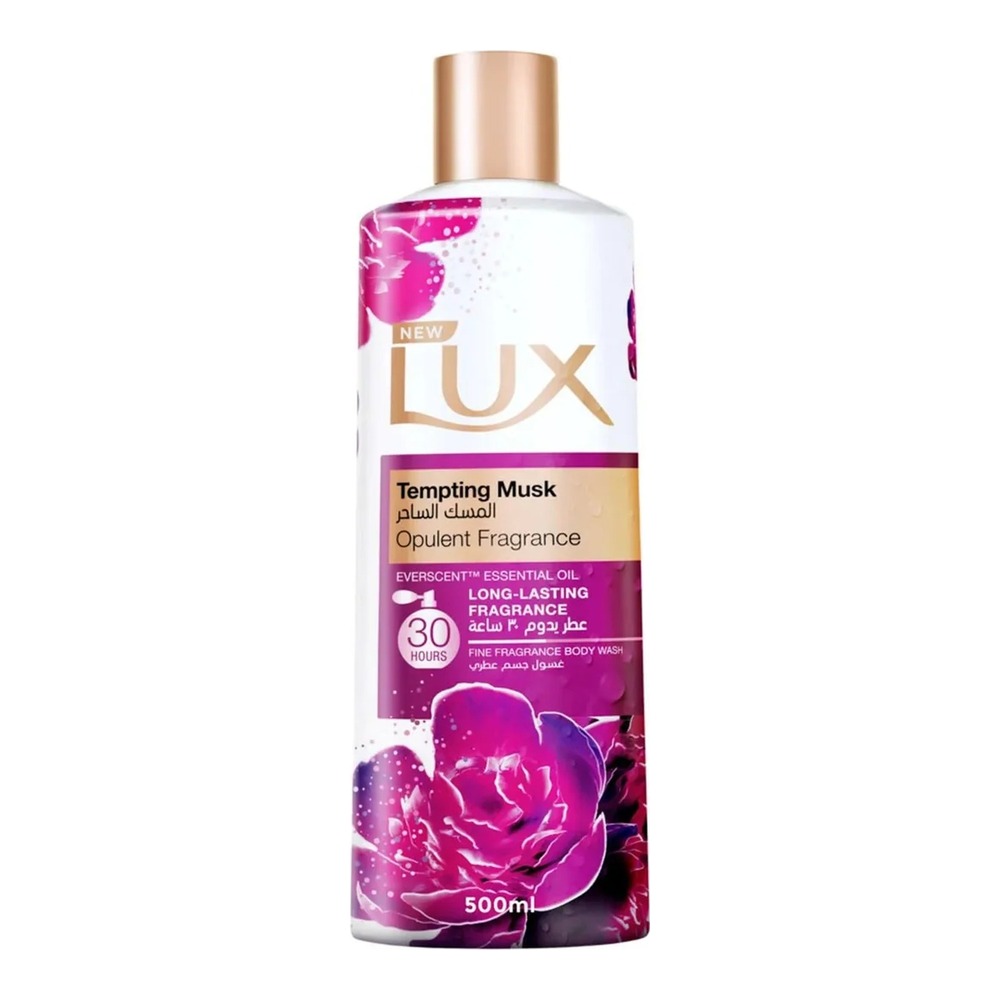 NEW
LUX
Tempting Musk
المسك الساحر
Opulent Fragrance
EVERSCENT™ ESSENTIAL OIL
LONG-LASTING
FRAGRANCE
عطر يدوم ٣٠ ساعة
30
HOURS
FINE FRAGRANCE BODY WASH
غسول جسم عطري
500ml